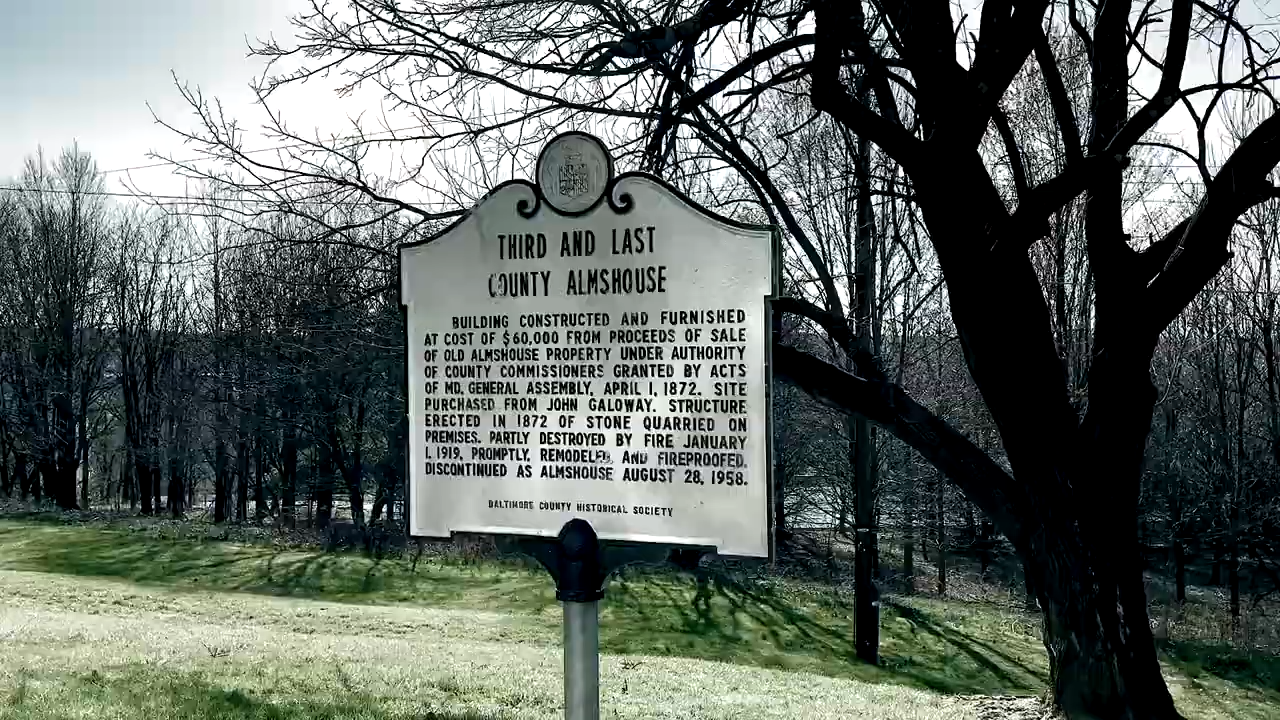 THIRD AND LAST
COUNTY ALMSHOUSE
BUILDING CONSTRUCTED AND FURNISHED
AT COST OF $60,000 FROM PROCEEDS OF SALE
OF OLD ALMSHOUSE PROPERTY UNDER AUTHORITY
OF COUNTY COMMISSIONERS GRANTED BY ACTS
OF MD. GENERAL ASSEMBLY, APRIL 1, 1872. SITE
PURCHASED FROM JOHN GALOWAY. STRUCTURE
ERECTED IN 1872 OF STONE QUARRIED ON
PREMISES. PARTLY DESTROYED BY FIRE JANUARY
1, 1919, PROMPTLY, REMODELED, AND FIREPROOFED.
DISCONTINUED AS ALMSHOUSE AUGUST 28, 1958.
BALTIMORE COUNTY HISTORICAL SOCIETY